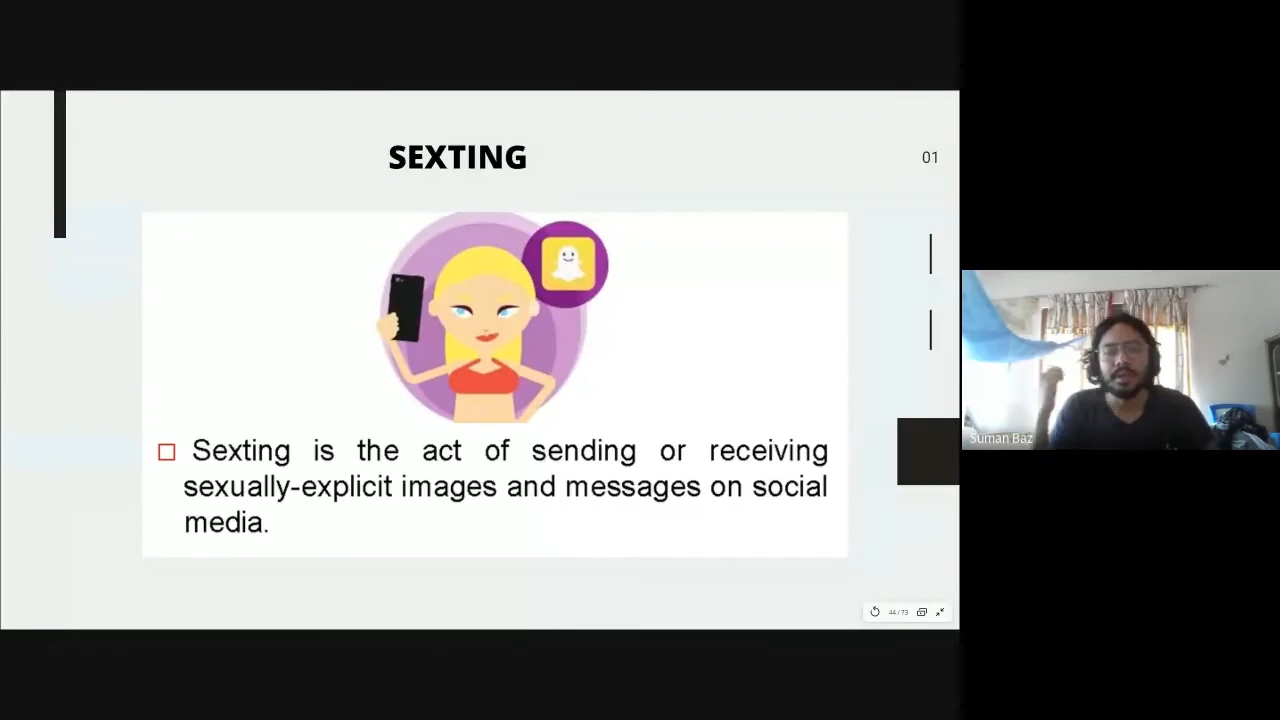 SEXTING
01
Sexting is the act of sending or receiving
sexually-explicit images and messages on social
media.
44 / 73
Suman Baz